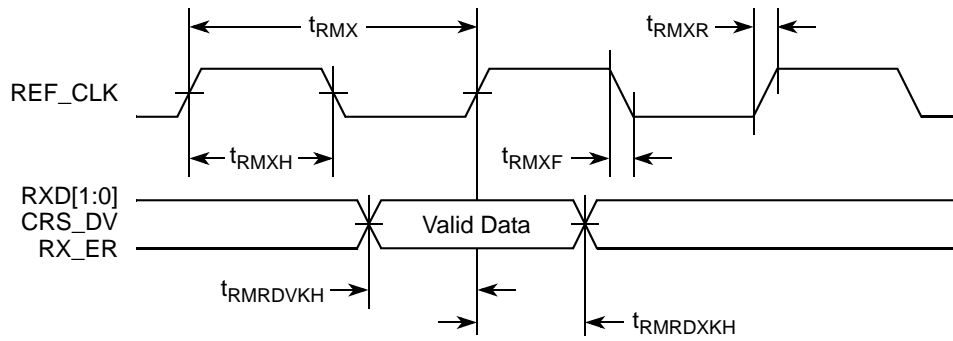 tRMX
tRMXR
REF_CLK
tRMXH
tRMXF
RXD[1:0]
CRS_DV
RX_ER
Valid Data
tRMRDVKH
tRMRDXKH